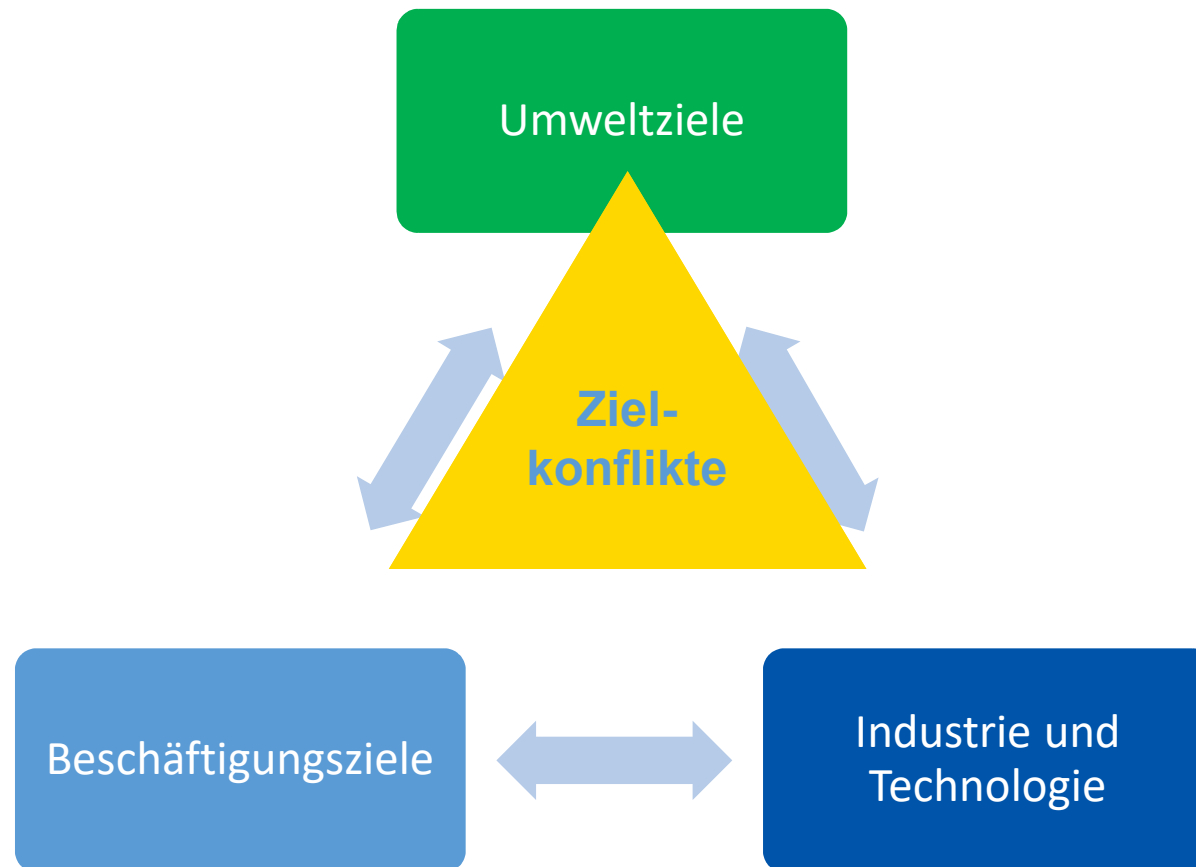 Umweltziele
Ziel-
konflikte
Beschäftigungsziele
Industrie und
Technologie